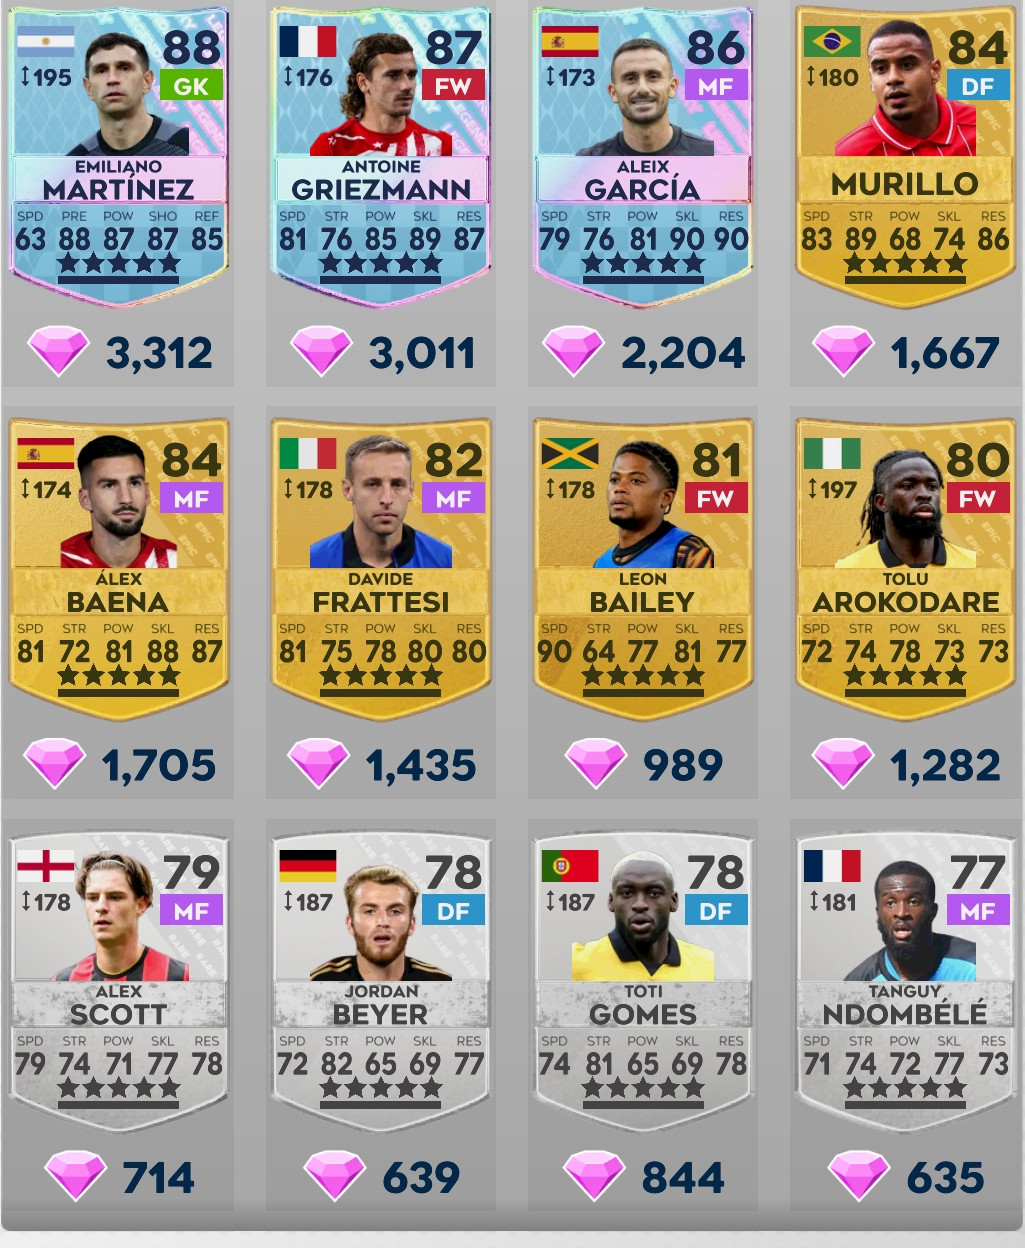 88
195
GK
EMILIANO
MARTÍNEZ
SPD PRE POW SHO REF
63 88 87 87 85
3,312
87
176
FW
ANTOINE
GRIEZMANN
SPD STR POW SKL RES
81 76 85 89 87
3,011
86
173
MF
ALEIX
GARCÍA
SPD STR POW SKL RES
79 76 81 90 90
2,204
84
180
DF
MURILLO
SPD STR POW SKL RES
83 89 68 74 86
1,667
84
174
MF
ÁLEX
BAENA
SPD STR POW SKL RES
81 72 81 88 87
1,705
82
178
MF
DAVIDE
FRATTESI
SPD STR POW SKL RES
81 75 78 80 80
1,435
81
178
FW
LEON
BAILEY
SPD STR POW SKL RES
90 64 77 81 77
989
80
197
FW
TOLU
AROKODARE
SPD STR POW SKL RES
72 74 78 73 73
1,282
79
178
MF
ALEX
SCOTT
SPD STR POW SKL RES
79 74 71 77 78
714
78
187
DF
JORDAN
BEYER
SPD STR POW SKL RES
72 82 65 69 77
639
78
187
DF
TOTI
GOMES
SPD STR POW SKL RES
74 81 65 69 78
844
77
181
MF
TANGUY
NDOMBÉLÉ
SPD STR POW SKL RES
71 74 72 77 73
635